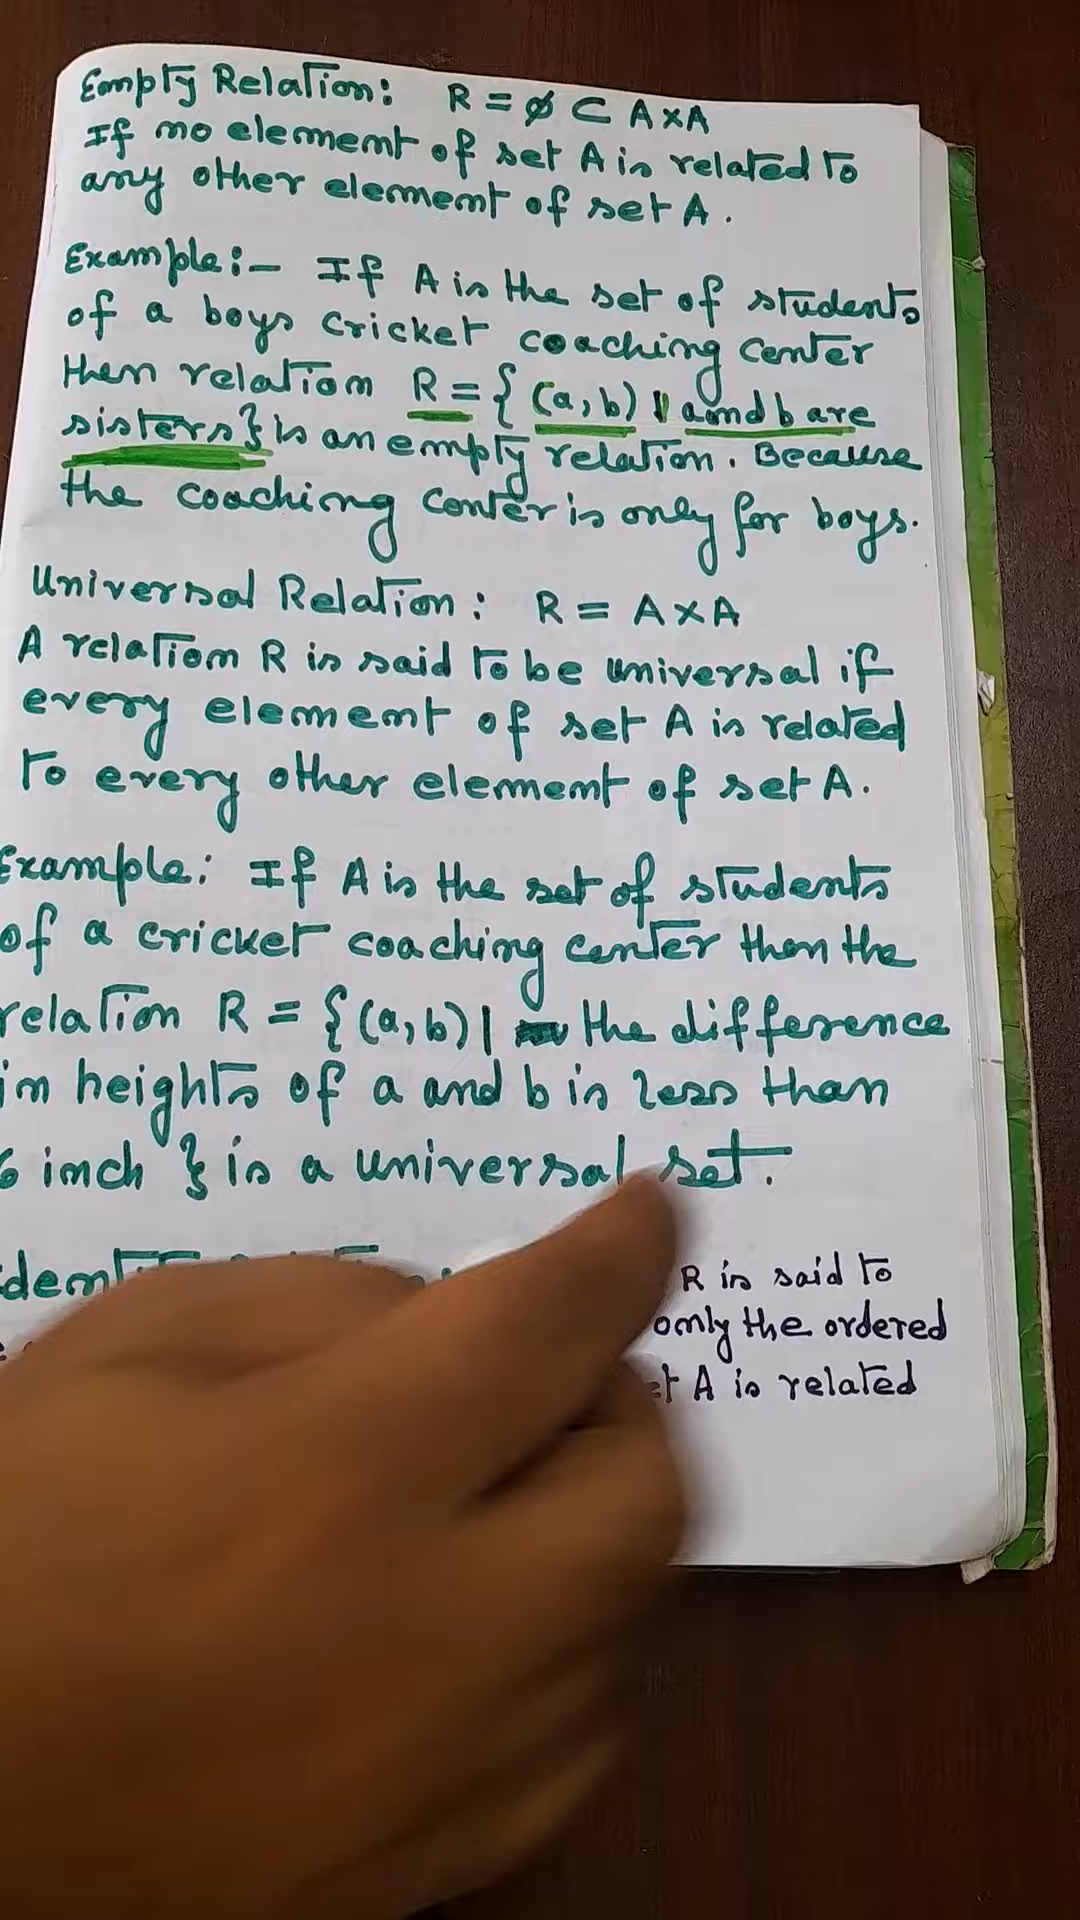 Empty Relation: R = ∅ ⊂ A×A
If no element of set A is related to
any other element of set A.
Example:- If A is the set of students
of a boys cricket coaching center
then relation R = { (a,b) | a and b are
sisters} is an empty relation. Because
the coaching center is only for boys.
Universal Relation: R = A×A
A relation R is said to be universal if
every element of set A is related
to every other element of set A.
Example: If A is the set of students
of a cricket coaching center then the
relation R = {(a,b)| the difference
in heights of a and b is less than
6 inch } is a universal set.
R is said to
only the ordered
A is related